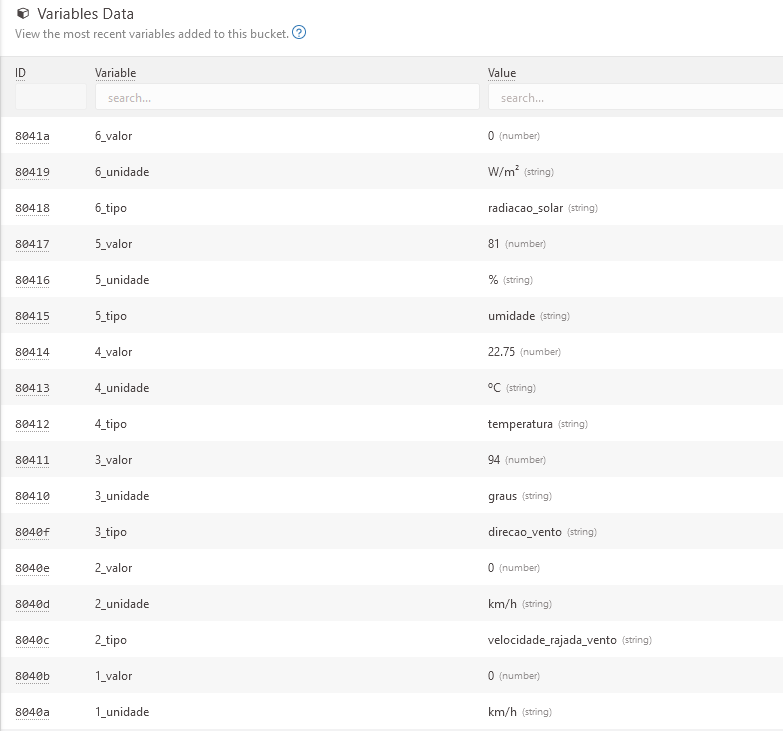 Variables Data
View the most recent variables added to this bucket. ?
ID Variable Value
search... search...
8041a 6_valor 0 (number)
80419 6_unidade W/m² (string)
80418 6_tipo radiacao_solar (string)
80417 5_valor 81 (number)
80416 5_unidade % (string)
80415 5_tipo umidade (string)
80414 4_valor 22.75 (number)
80413 4_unidade ºC (string)
80412 4_tipo temperatura (string)
80411 3_valor 94 (number)
80410 3_unidade graus (string)
8040f 3_tipo direcao_vento (string)
8040e 2_valor 0 (number)
8040d 2_unidade km/h (string)
8040c 2_tipo velocidade_rajada_vento (string)
8040b 1_valor 0 (number)
8040a 1_unidade km/h (string)